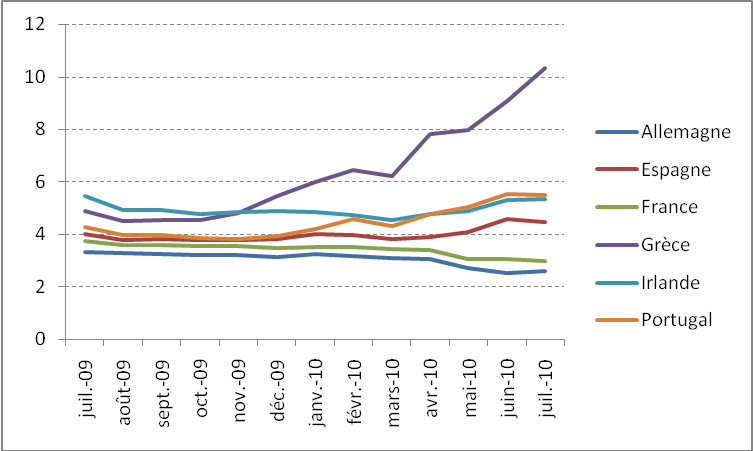 12
10
8
6
4
2
0
juil.-09
août-09
sept.-09
oct.-09
nov.-09
déc.-09
janv.-10
févr.-10
mars-10
avr.-10
mai-10
juin-10
juil.-10
Allemagne
Espagne
France
Grèce
Irlande
Portugal